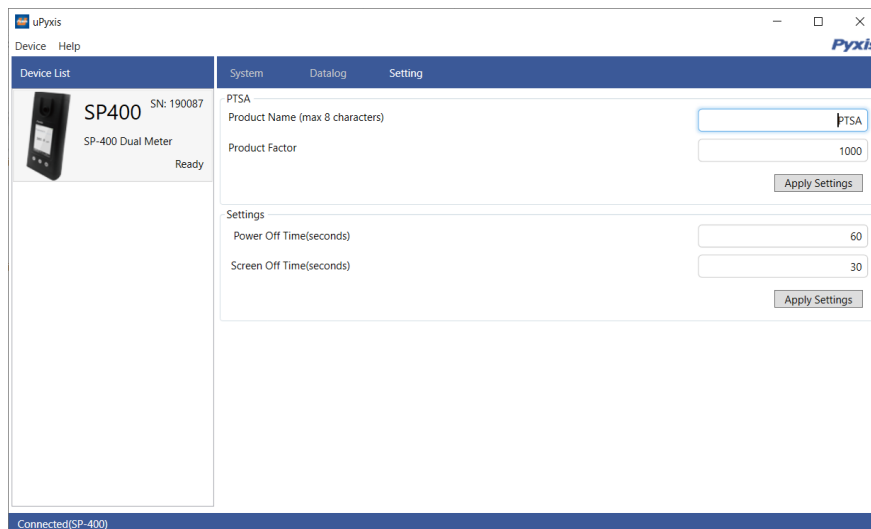 uPyxis
Device Help
Pyxis
Device List
System Datalog Setting
SP400 SN: 190087
SP-400 Dual Meter
Ready
PTSA
Product Name (max 8 characters) PTSA
Product Factor 1000
Apply Settings
Settings
Power Off Time(seconds) 60
Screen Off Time(seconds) 30
Apply Settings
Connected(SP-400)